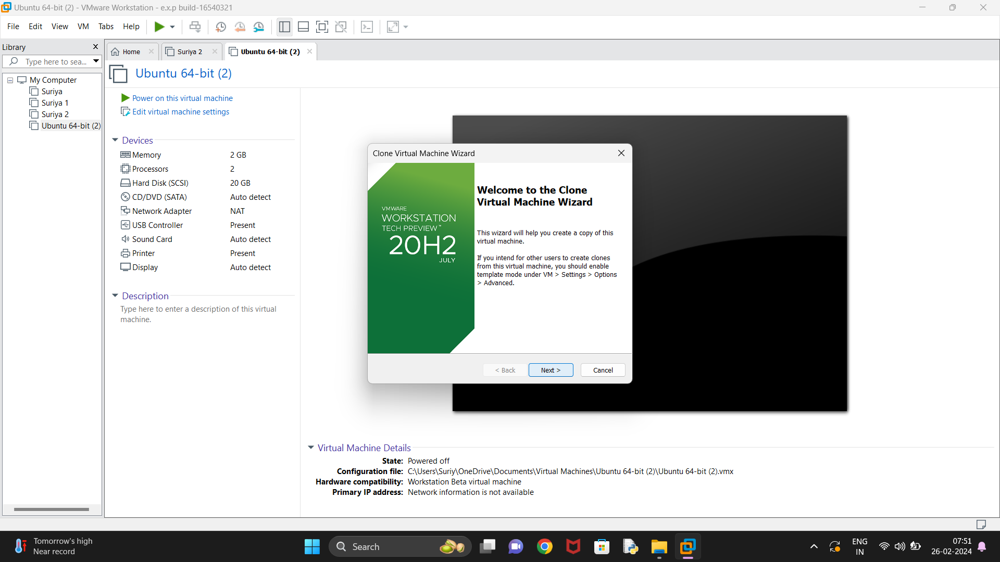 Ubuntu 64-bit (2) - VMware Workstation - e.x.p build-16540321
File Edit View VM Tabs Help
Library
Type here to sea...
My Computer
Suriya
Suriya 1
Suriya 2
Ubuntu 64-bit (2)
Home
Suriya 2
Ubuntu 64-bit (2)
Ubuntu 64-bit (2)
Power on this virtual machine
Edit virtual machine settings
Devices
Memory 2 GB
Processors 2
Hard Disk (SCSI) 20 GB
CD/DVD (SATA) Auto detect
Network Adapter NAT
USB Controller Present
Sound Card Auto detect
Printer Present
Display Auto detect
Description
Type here to enter a description of this virtual
machine.
Clone Virtual Machine Wizard
VMWARE
WORKSTATION
TECH PREVIEW™
20H2
JULY
Welcome to the Clone
Virtual Machine Wizard
This wizard will help you create a copy of this
virtual machine.
If you intend for other users to create clones
from this virtual machine, you should enable
template mode under VM > Settings > Options
> Advanced.
< Back
Next >
Cancel
Virtual Machine Details
State: Powered off
Configuration file: C:\Users\Suriy\OneDrive\Documents\Virtual Machines\Ubuntu 64-bit (2)\Ubuntu 64-bit (2).vmx
Hardware compatibility: Workstation Beta virtual machine
Primary IP address: Network information is not available
Tomorrow's high
Near record
Search
ENG
IN
07:51
26-02-2024